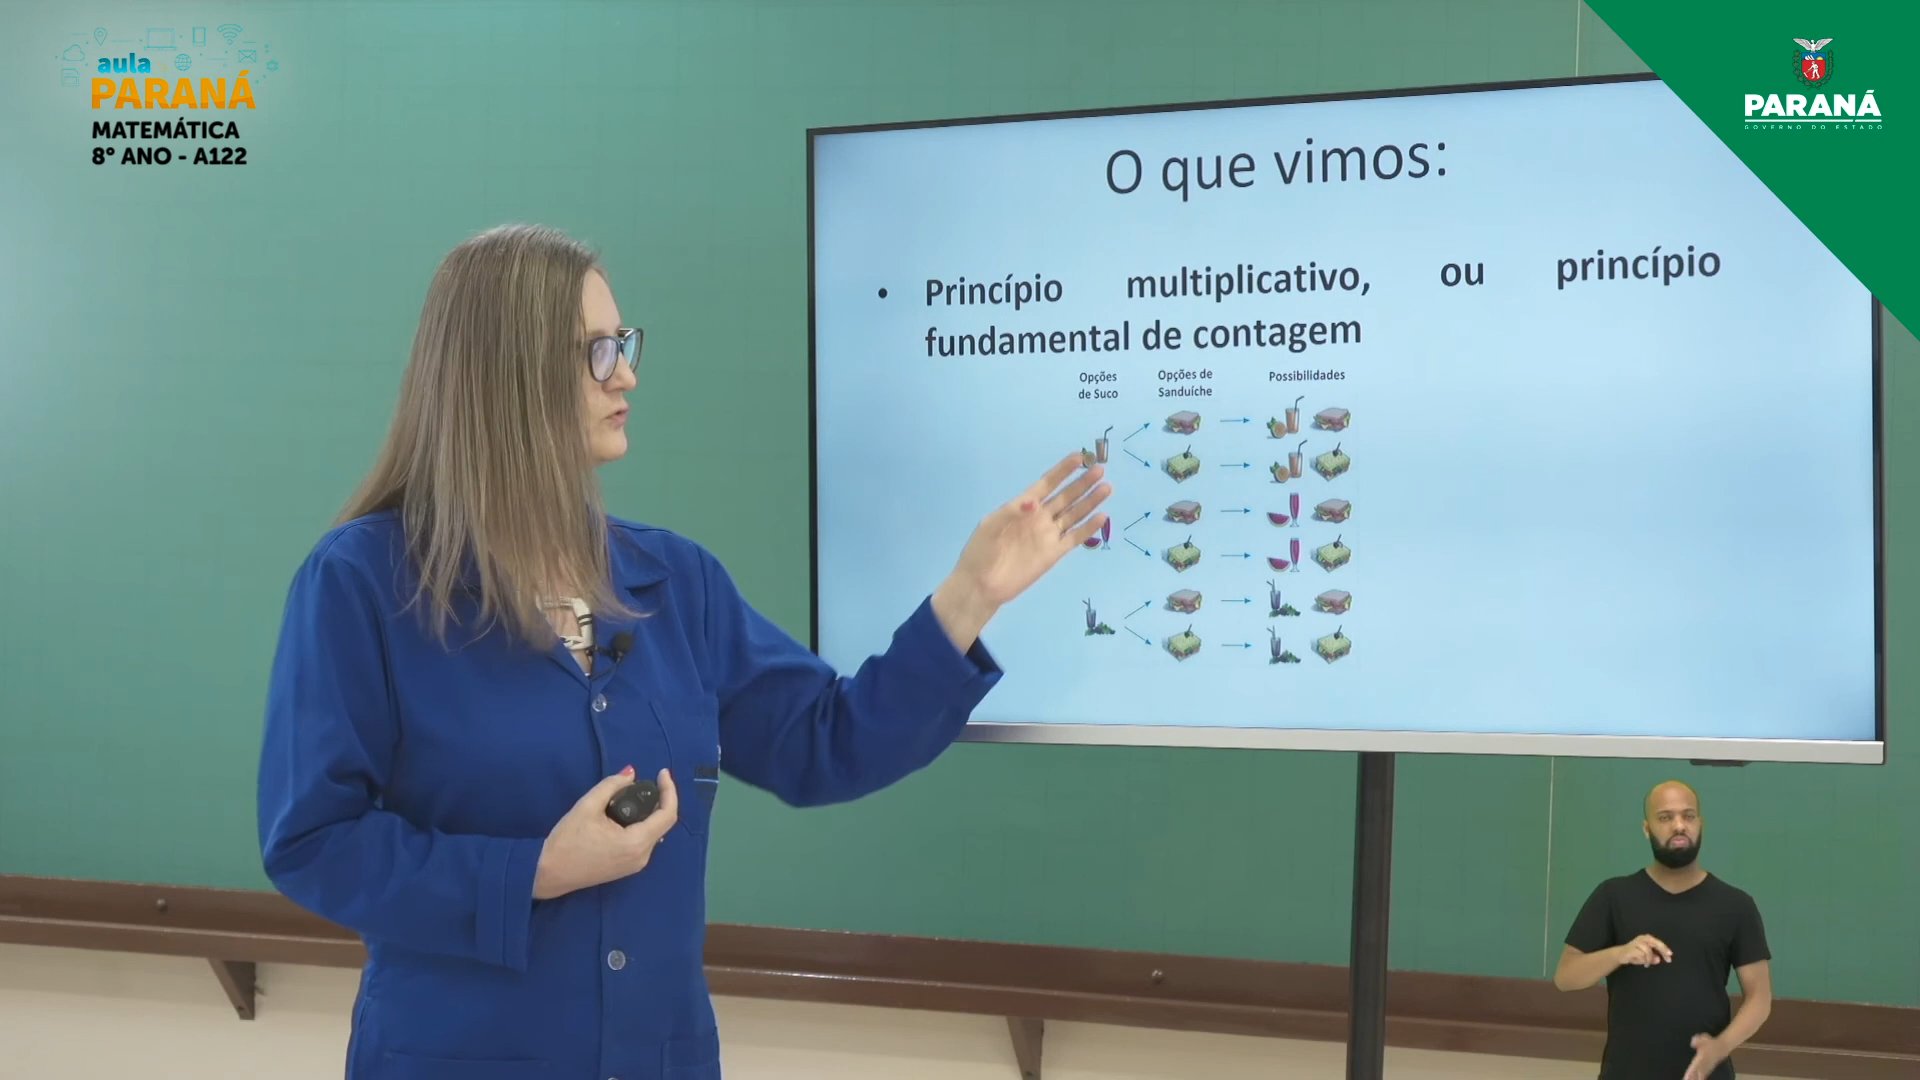 aula
PARANÁ
MATEMÁTICA
8° ANO - A122
PARANÁ
GOVERNO DO ESTADO
O que vimos:
• Princípio multiplicativo, ou princípio
fundamental de contagem
Opções de Suco
Opções de Sanduíche
Possibilidades